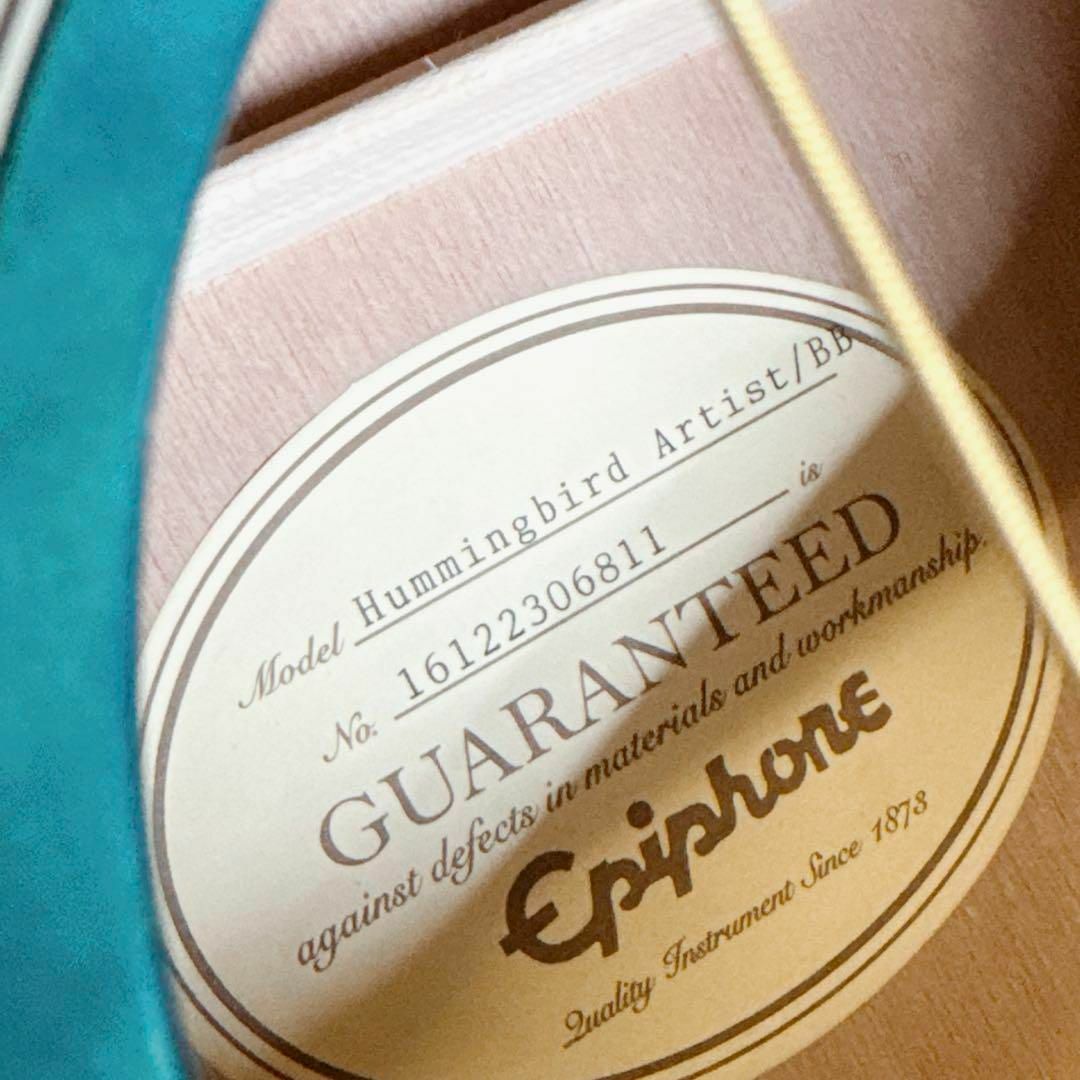 Model Hummingbird Artist/BB
No. 16122306811 is
GUARANTEED
against defects in materials and workmanship.
Epiphone
Quality Instrument Since 1873